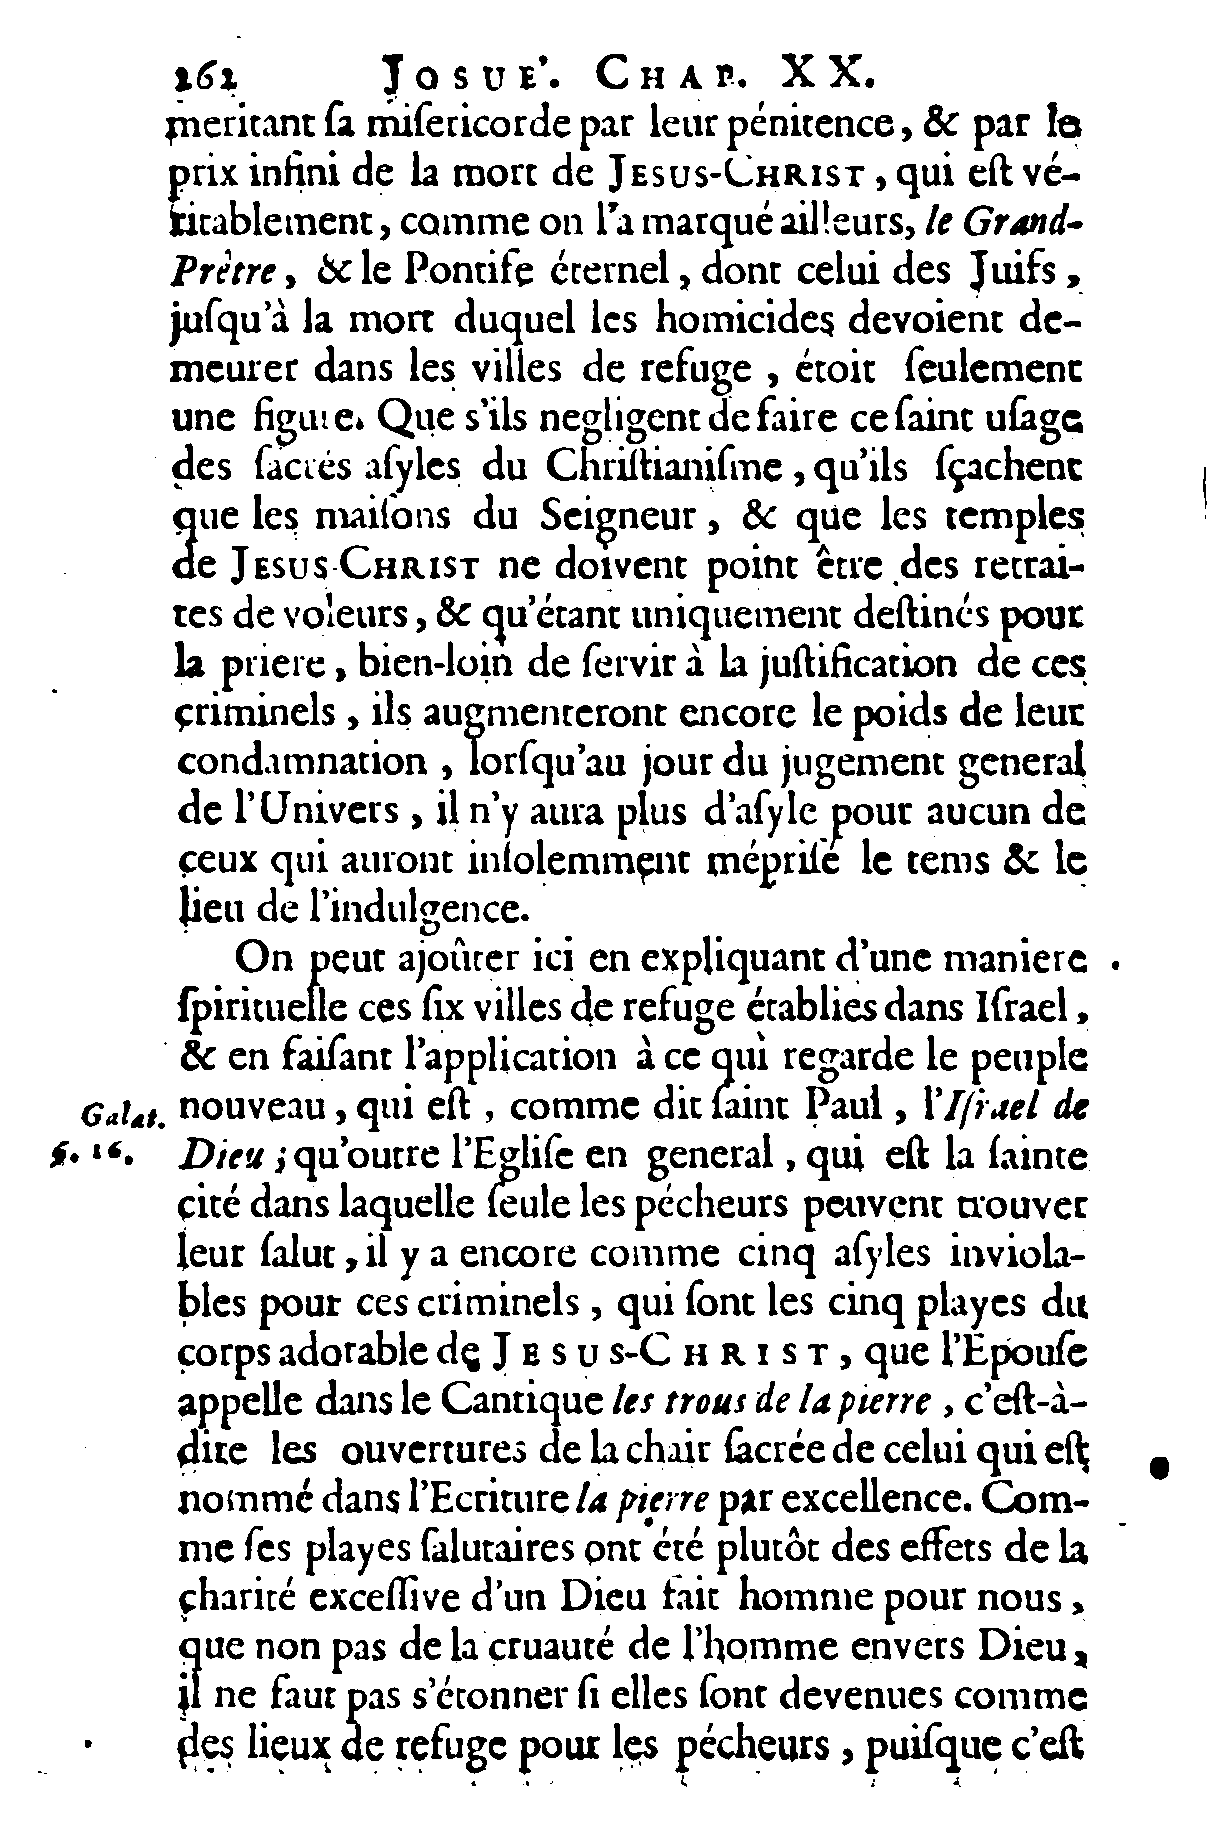 262 JOSUE'. CHAP. XX.
meritant ſa miſericorde par leur pénitence, & par le
prix infini de la mort de JESUS-CHRIST, qui eſt vé-
ritablement, comme on l'a marqué ailleurs, le Grand-
Prètre, & le Pontife éternel, dont celui des Juifs,
juſqu'à la mort duquel les homicides devoient de-
meurer dans les villes de refuge, étoit ſeulement
une figure. Que s'ils negligent de faire ce ſaint uſage
des ſacrés aſyles du Chriſtianiſme, qu'ils ſçachent
que les maiſons du Seigneur, & que les temples
de JESUS-CHRIST ne doivent point être des retrai-
tes de voleurs, & qu'étant uniquement deſtinés pour
la priere, bien-loin de ſervir à la juſtification de ces
criminels, ils augmenteront encore le poids de leur
condamnation, lorſqu'au jour du jugement general
de l'Univers, il n'y aura plus d'aſyle pour aucun de
ceux qui auront inſolemment mépriſé le tems & le
lieu de l'indulgence.
On peut ajoûter ici en expliquant d'une maniere
ſpirituelle ces ſix villes de refuge établies dans Iſrael,
& en faiſant l'application à ce qui regarde le peuple
Galat. nouveau, qui eſt, comme dit ſaint Paul, l'Iſrael de
6. 16. Dieu; qu'outre l'Egliſe en general, qui eſt la ſainte
cité dans laquelle ſeule les pécheurs peuvent trouver
leur ſalut, il y a encore comme cinq aſyles inviola-
bles pour ces criminels, qui ſont les cinq playes du
corps adorable de JESUS-CHRIST, que l'Epouſe
appelle dans le Cantique les trous de la pierre, c'eſt-à-
dire les ouvertures de la chair ſacrée de celui qui eſt
nommé dans l'Ecriture la pierre par excellence. Com-
me ſes playes ſalutaires ont été plutôt des effets de la
charité exceſſive d'un Dieu fait homme pour nous,
que non pas de la cruauté de l'homme envers Dieu,
il ne faut pas s'étonner ſi elles ſont devenues comme
des lieux de refuge pour les pécheurs, puiſque c'eſt